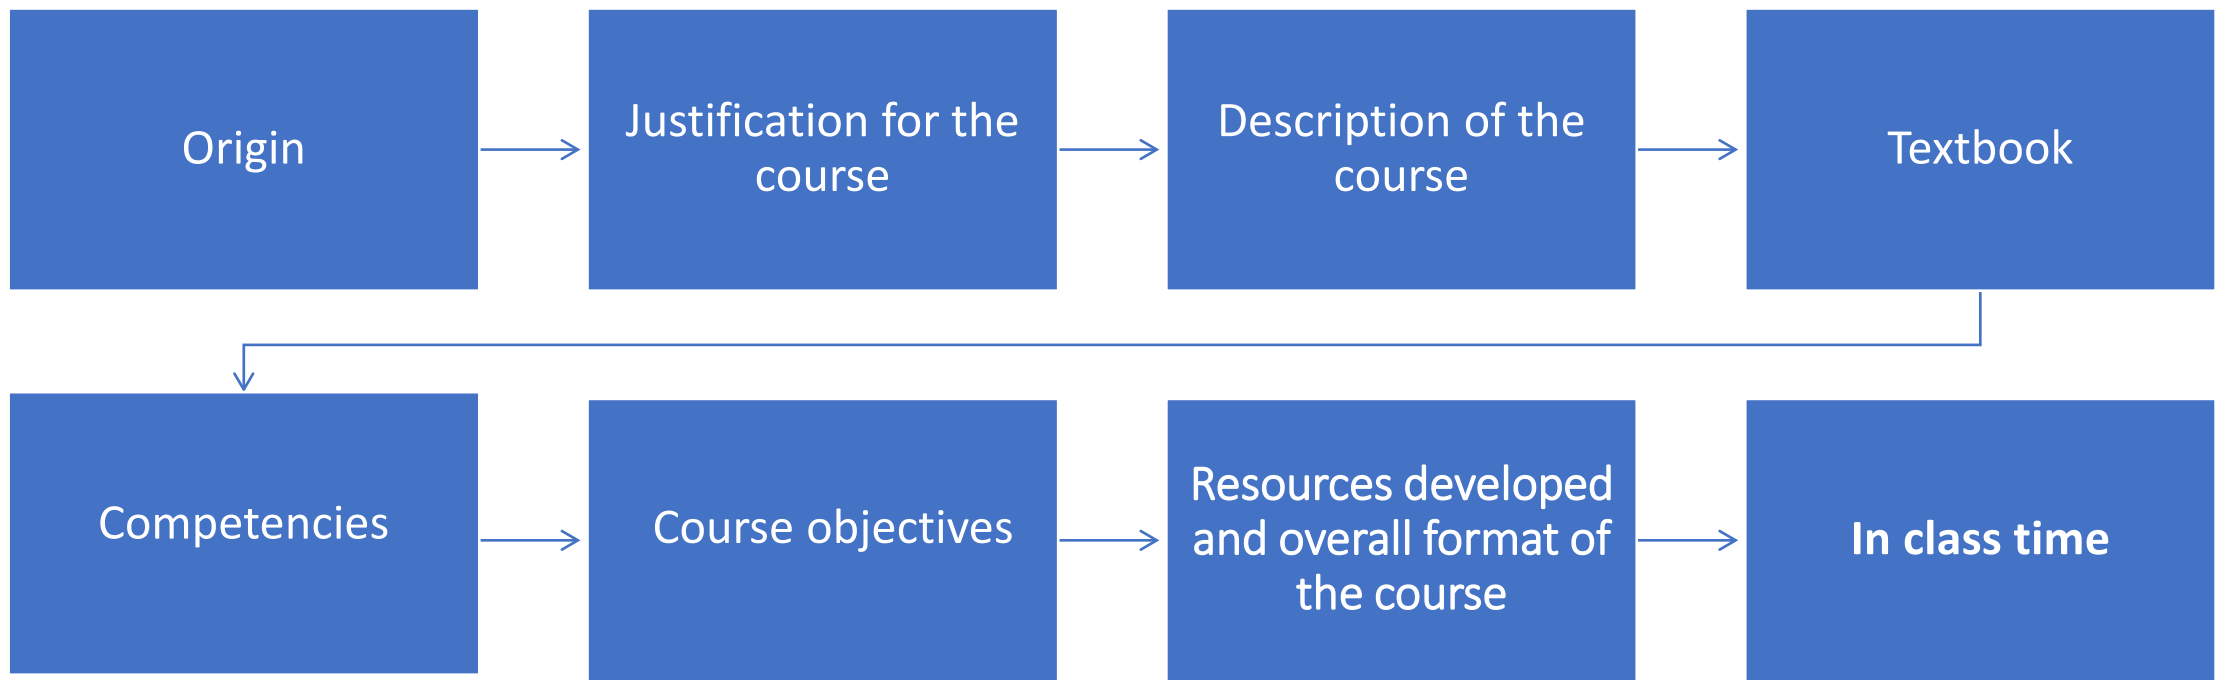 Origin
Justification for the
course
Description of the
course
Textbook
Competencies
Course objectives
Resources developed
and overall format of
the course
In class time